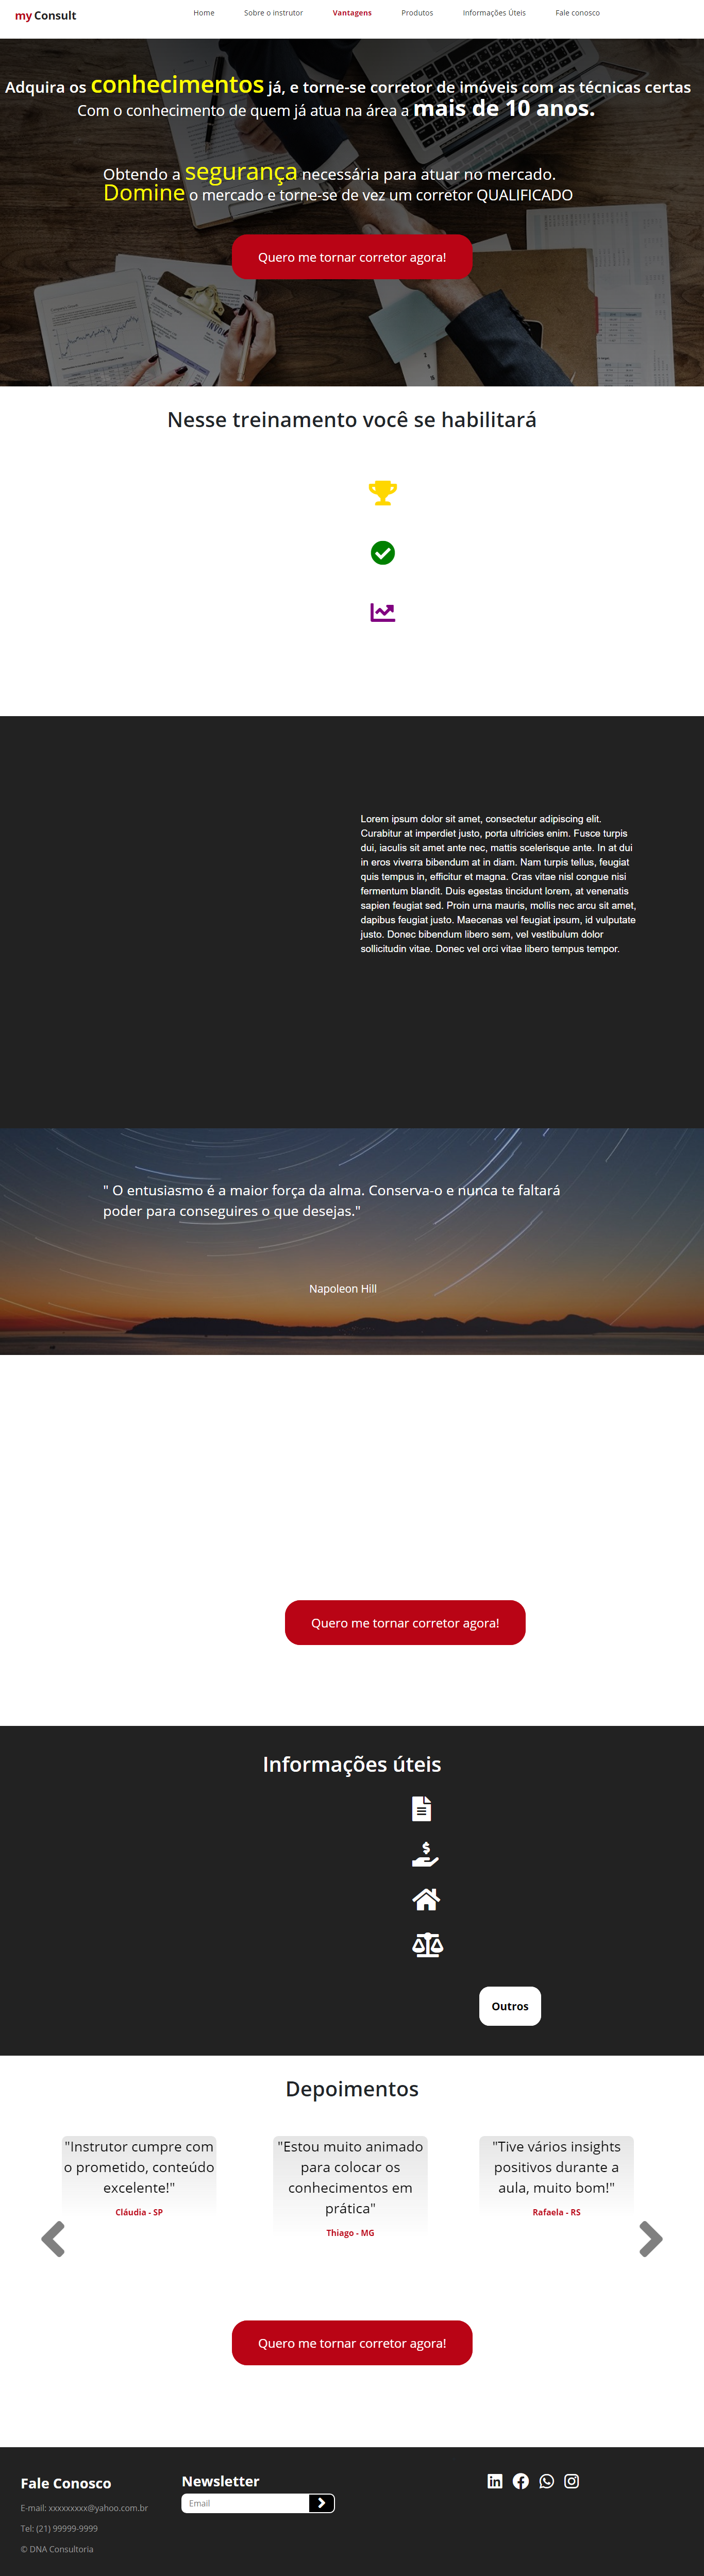 my Consult
Home Sobre o instrutor Vantagens Produtos Informações Úteis Fale conosco
Adquira os conhecimentos já, e torne-se corretor de imóveis com as técnicas certas
Com o conhecimento de quem já atua na área a mais de 10 anos.
Obtendo a segurança necessária para atuar no mercado.
Domine o mercado e torne-se de vez um corretor QUALIFICADO
Quero me tornar corretor agora!
Nesse treinamento você se habilitará
Lorem ipsum dolor sit amet, consectetur adipiscing elit.
Curabitur at imperdiet justo, porta ultricies enim. Fusce turpis
dui, iaculis sit amet ante nec, mattis scelerisque ante. In at dui
in eros viverra bibendum at in diam. Nam turpis tellus, feugiat
quis tempus in, efficitur et magna. Cras vitae nisl congue nisi
fermentum blandit. Duis egestas tincidunt lorem, at venenatis
sapien feugiat sed. Proin urna mauris, mollis nec arcu sit amet,
dapibus feugiat justo. Maecenas vel feugiat ipsum, id vulputate
justo. Donec bibendum libero sem, vel vestibulum dolor
sollicitudin vitae. Donec vel orci vitae libero tempus tempor.
" O entusiasmo é a maior força da alma. Conserva-o e nunca te faltará
poder para conseguires o que desejas."
Napoleon Hill
Quero me tornar corretor agora!
Informações úteis
Outros
Depoimentos
"Instrutor cumpre com
o prometido, conteúdo
excelente!"
Cláudia - SP
"Estou muito animado
para colocar os
conhecimentos em
prática"
Thiago - MG
"Tive vários insights
positivos durante a
aula, muito bom!"
Rafaela - RS
Quero me tornar corretor agora!
Fale Conosco
E-mail: xxxxxxxxx@yahoo.com.br
Tel: (21) 99999-9999
© DNA Consultoria
Newsletter
Email